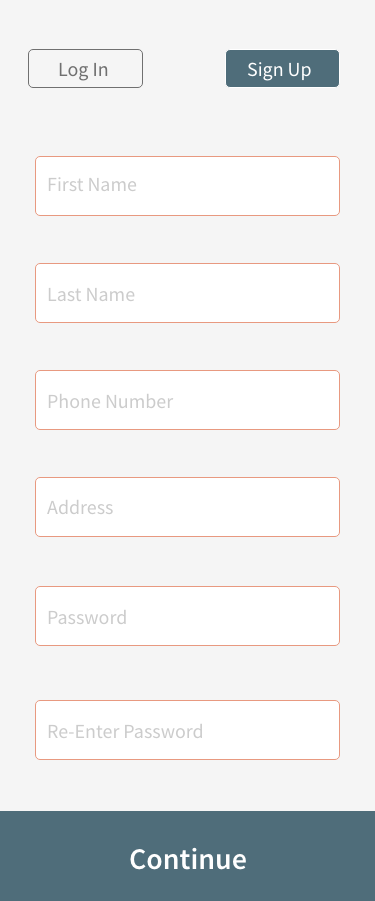 Log In
Sign Up
First Name
Last Name
Phone Number
Address
Password
Re-Enter Password
Continue